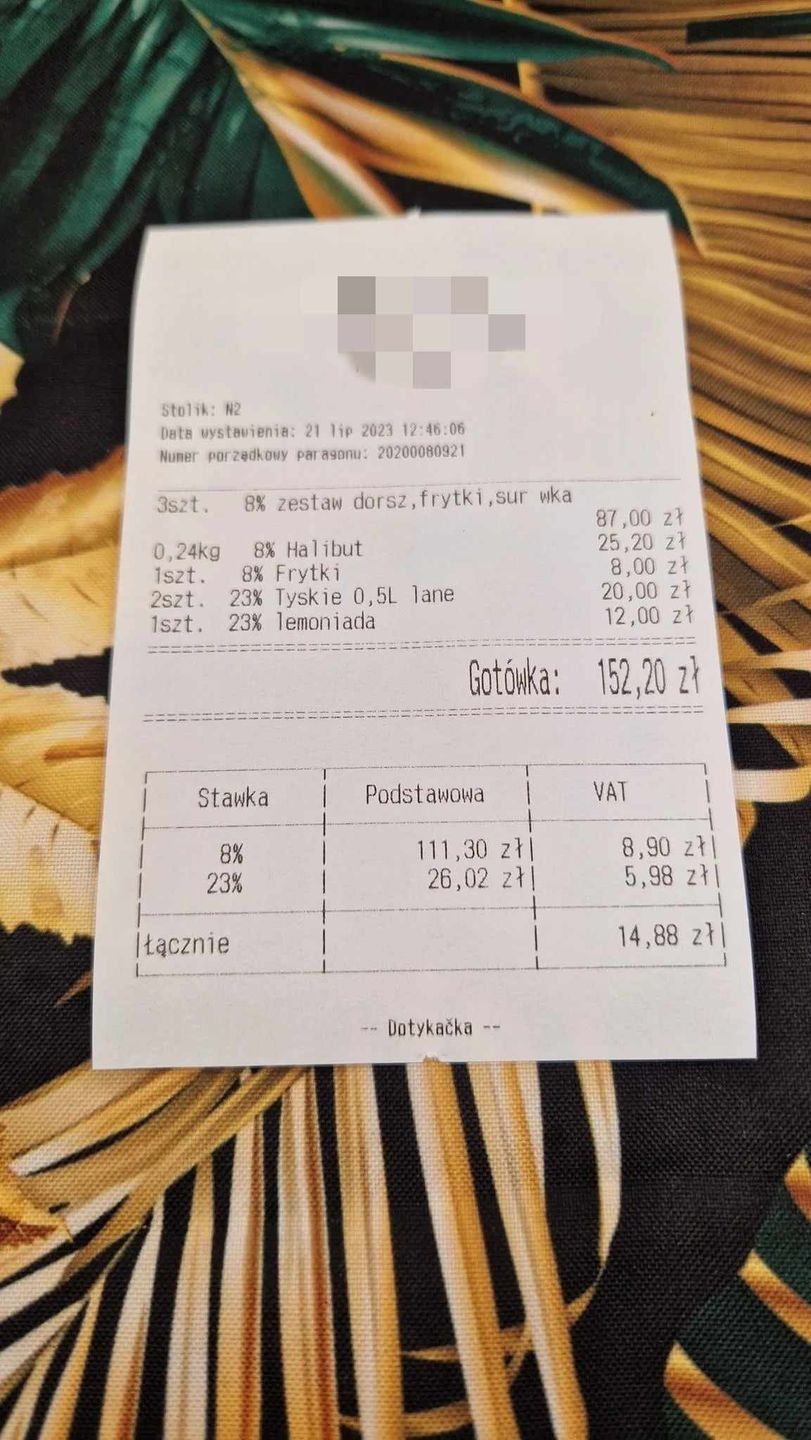 Stolik: N2
Data wystawienia: 21 lip 2023 12:46:06
Numer porządkowy paragonu: 20200080921
3szt. 8% zestaw dorsz,frytki,sur wka
87,00 zł
0,24kg 8% Halibut 25,20 zł
1szt. 8% Frytki 8,00 zł
2szt. 23% Tyskie 0,5L lane 20,00 zł
1szt. 23% lemoniada 12,00 zł
Gotówka: 152,20 zł
Stawka Podstawowa VAT
8% 111,30 zł 8,90 zł
23% 26,02 zł 5,98 zł
Łącznie 14,88 zł
-- Dotykačka --